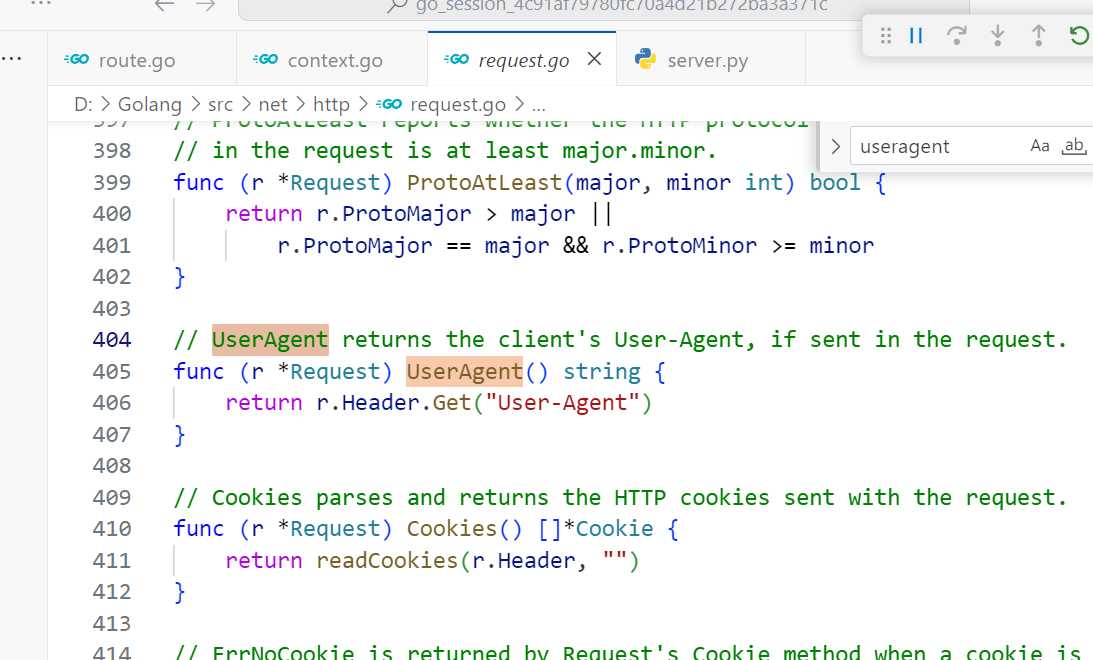 go_session_4c91af79780fc70a4d21b272ba3a371c
route.go context.go request.go server.py
D: > Golang > src > net > http > request.go > ...
useragent Aa ab
397 // ProtoAtLeast reports whether the HTTP protocol
398 // in the request is at least major.minor.
399 func (r *Request) ProtoAtLeast(major, minor int) bool {
400 return r.ProtoMajor > major ||
401 r.ProtoMajor == major && r.ProtoMinor >= minor
402 }
403
404 // UserAgent returns the client's User-Agent, if sent in the request.
405 func (r *Request) UserAgent() string {
406 return r.Header.Get("User-Agent")
407 }
408
409 // Cookies parses and returns the HTTP cookies sent with the request.
410 func (r *Request) Cookies() []*Cookie {
411 return readCookies(r.Header, "")
412 }
413
414 // ErrNoCookie is returned by Request's Cookie method when a cookie is